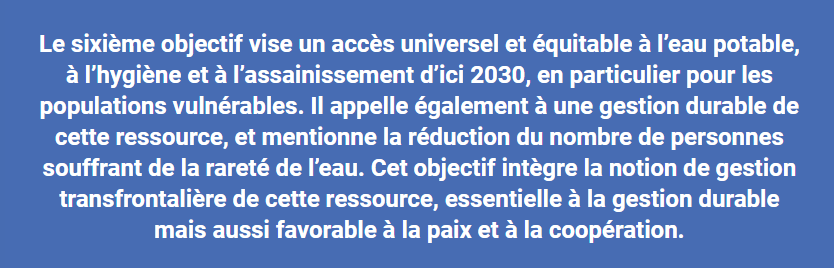 Le sixième objectif vise un accès universel et équitable à l’eau potable,
à l’hygiène et à l’assainissement d’ici 2030, en particulier pour les
populations vulnérables. Il appelle également à une gestion durable de
cette ressource, et mentionne la réduction du nombre de personnes
souffrant de la rareté de l’eau. Cet objectif intègre la notion de gestion
transfrontalière de cette ressource, essentielle à la gestion durable
mais aussi favorable à la paix et à la coopération.